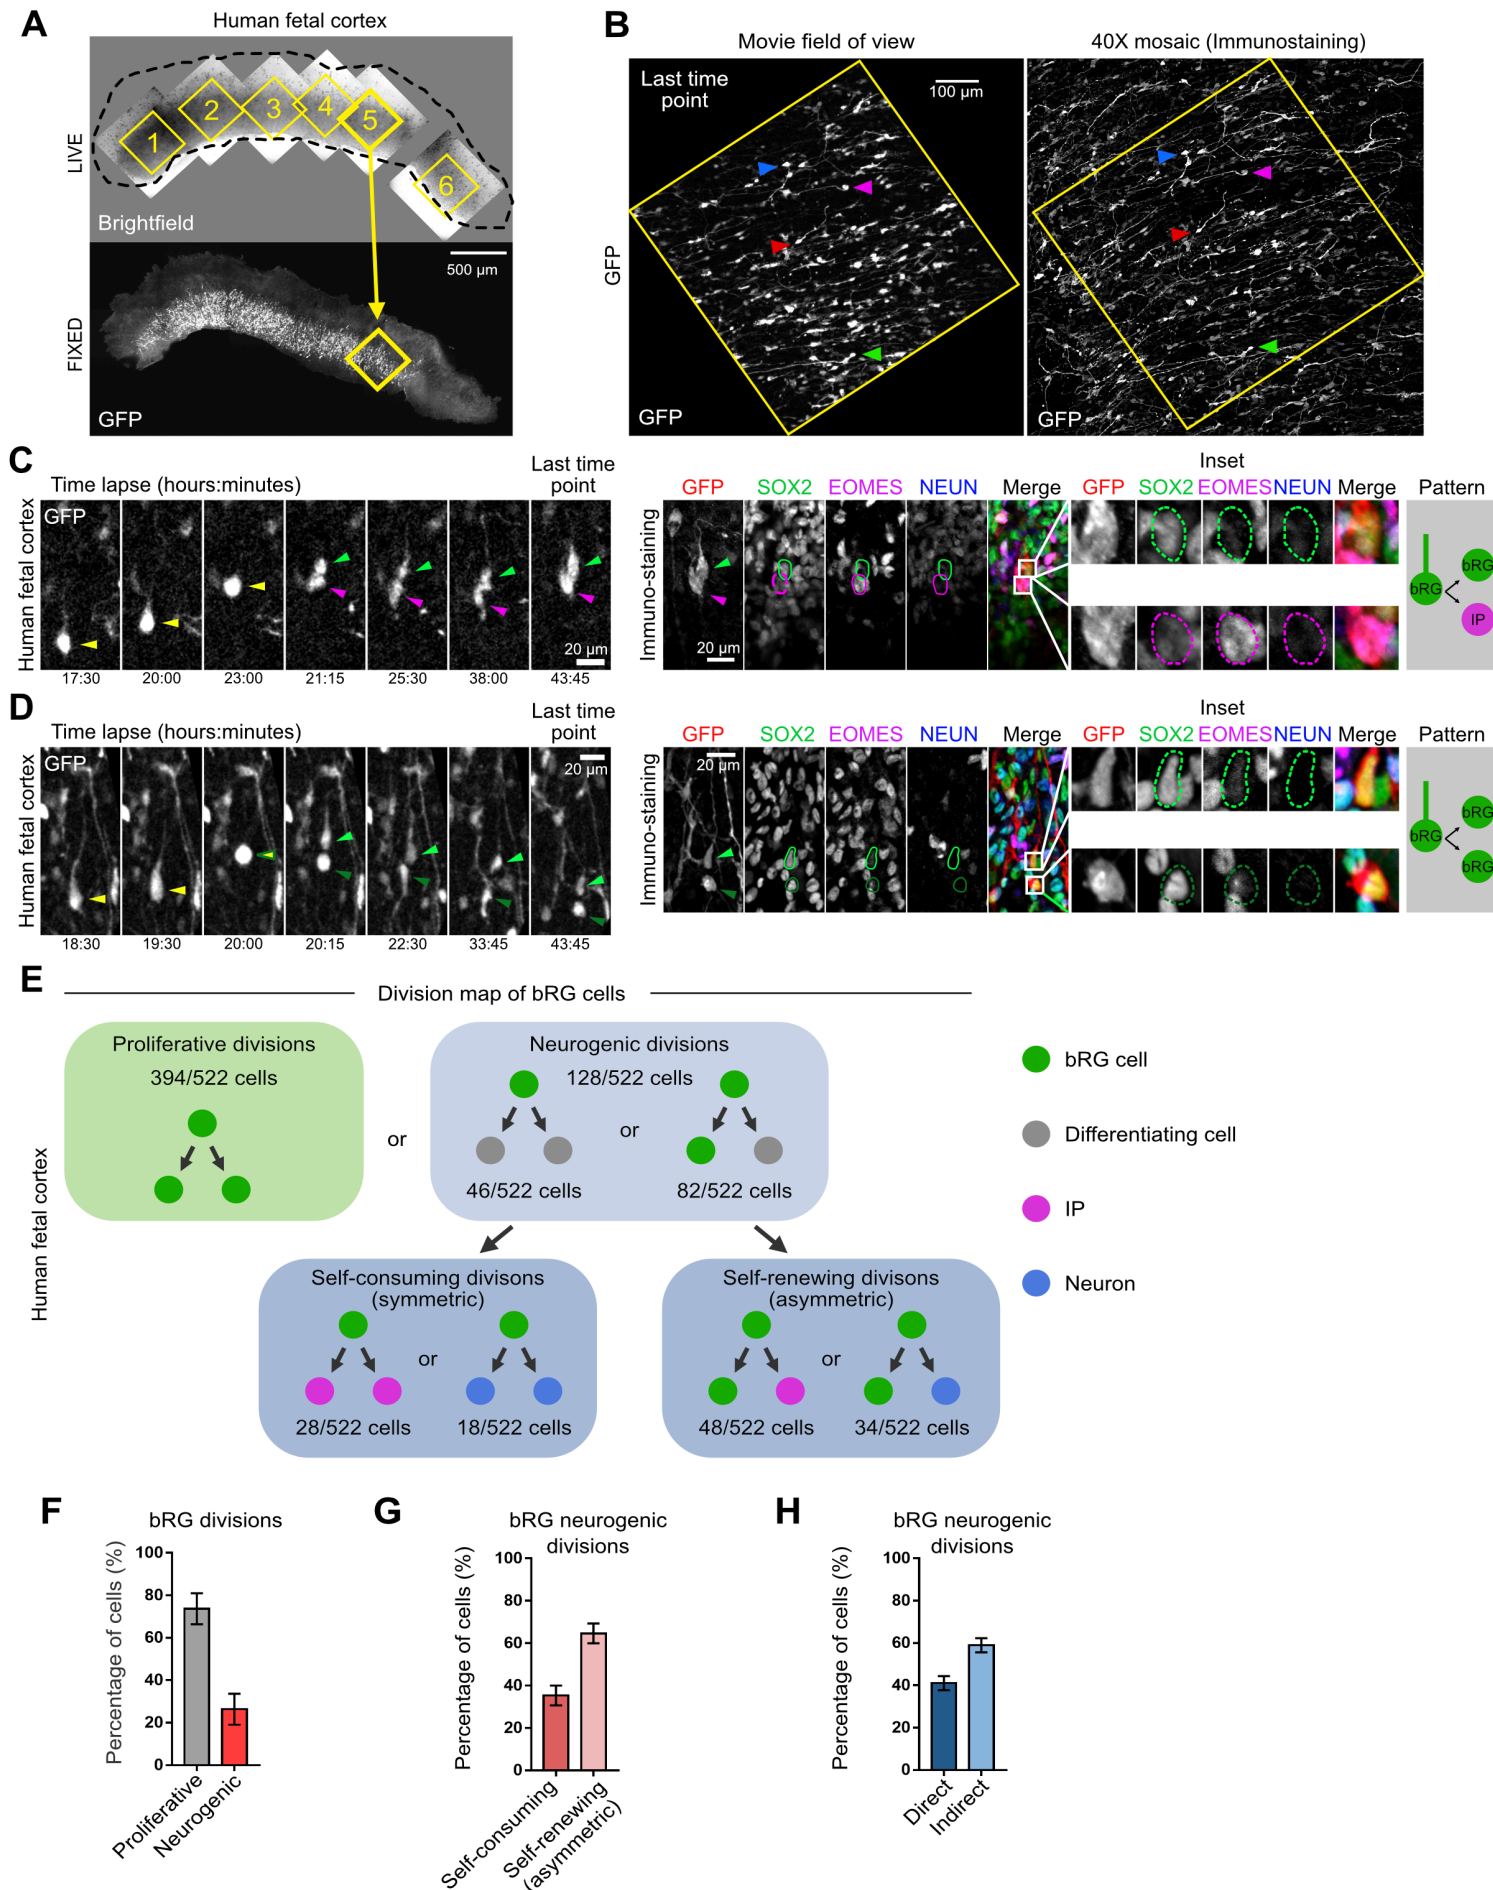 A
Human fetal cortex
LIVE
1
2
3
4
5
6
Brightfield
500 µm
FIXED
GFP
B
Movie field of view
40X mosaic (Immunostaining)
Last time
point
100 µm
GFP
GFP
GFP
C
Human fetal cortex
Time lapse (hours:minutes)
Last time
point
GFP
20 µm
17:30
20:00
23:00
21:15
25:30
38:00
43:45
Immuno-staining
GFP
SOX2
EOMES
NEUN
Merge
20 µm
Inset
GFP
SOX2
EOMES
NEUN
Merge
Pattern
bRG
bRG
IP
D
Human fetal cortex
Time lapse (hours:minutes)
Last time
point
GFP
20 µm
18:30
19:30
20:00
20:15
22:30
33:45
43:45
Immuno-staining
GFP
SOX2
EOMES
NEUN
Merge
20 µm
Inset
GFP
SOX2
EOMES
NEUN
Merge
Pattern
bRG
bRG
bRG
E
Division map of bRG cells
Human fetal cortex
Proliferative divisions
394/522 cells
or
Neurogenic divisions
128/522 cells
or
46/522 cells
82/522 cells
Self-consuming divisons
(symmetric)
or
28/522 cells
18/522 cells
Self-renewing divisons
(asymmetric)
or
48/522 cells
34/522 cells
bRG cell
Differentiating cell
IP
Neuron
F
bRG divisions
Percentage of cells (%)
100
80
60
40
20
0
Proliferative
Neurogenic
G
bRG neurogenic
divisions
Percentage of cells (%)
100
80
60
40
20
0
Self-consuming
Self-renewing
(asymmetric)
H
bRG neurogenic
divisions
Percentage of cells (%)
100
80
60
40
20
0
Direct
Indirect